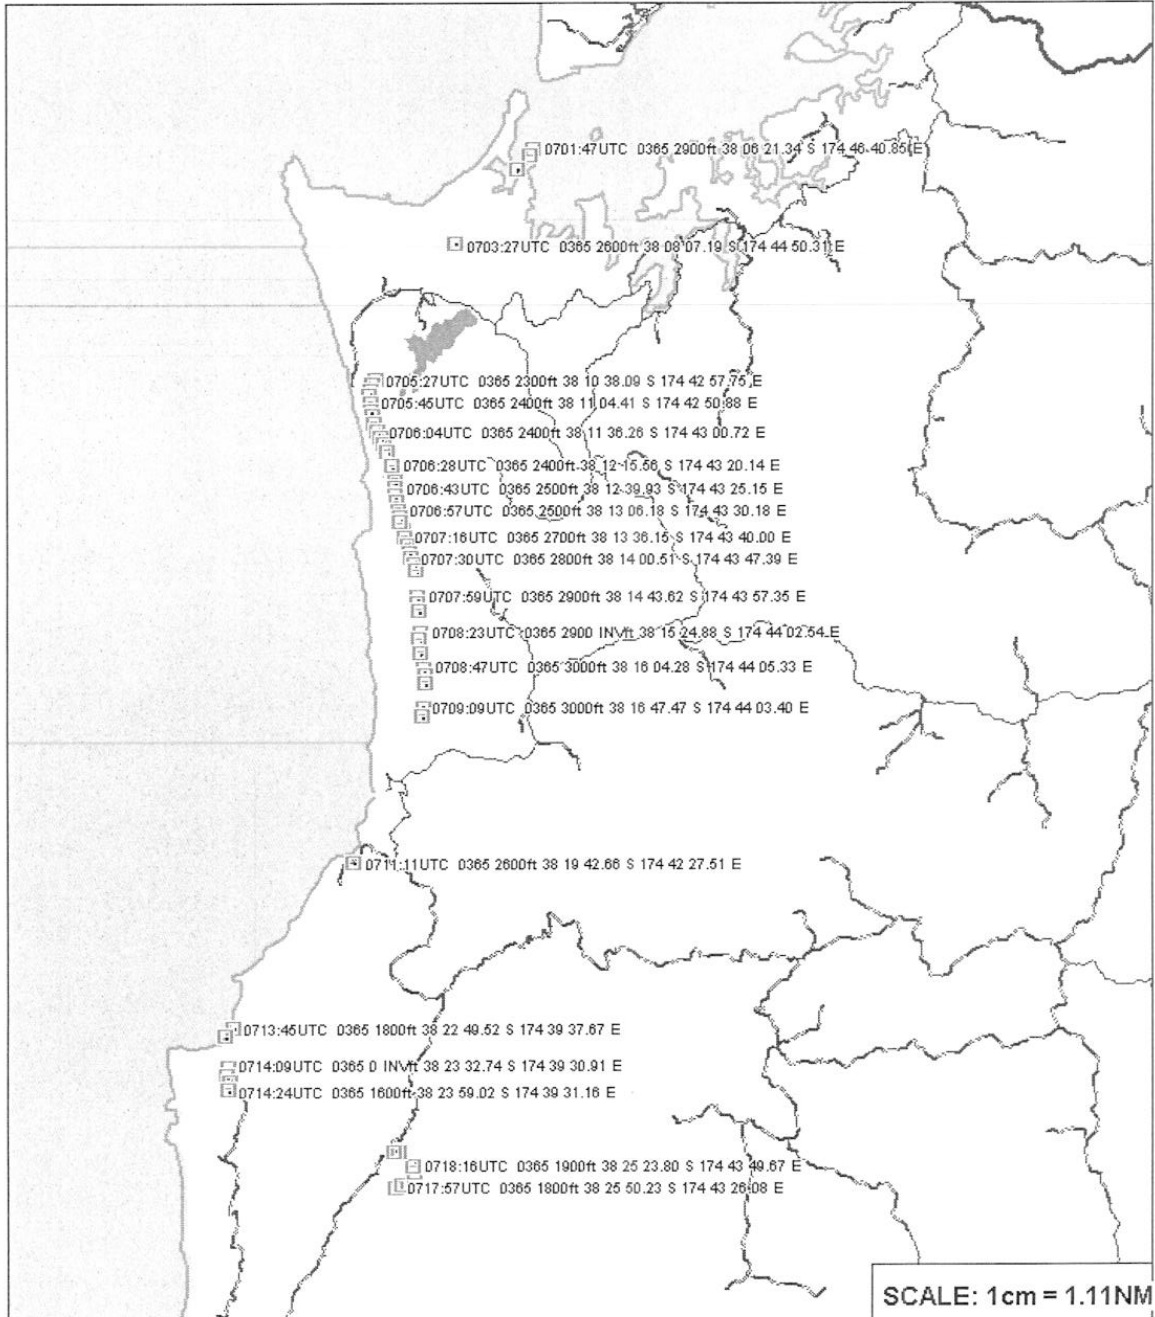 0701:47UTC 0365 2900ft 38 06 21.34 S 174 46 40.85 E
0703:27UTC 0365 2600ft 38 08 07.19 S 174 44 50.31 E
0705:27UTC 0365 2300ft 38 10 38.09 S 174 42 57.75 E
0705:45UTC 0365 2400ft 38 11 04.41 S 174 42 50.88 E
0706:04UTC 0365 2400ft 38 11 36.26 S 174 43 00.72 E
0706:28UTC 0365 2400ft 38 12 15.56 S 174 43 20.14 E
0706:43UTC 0365 2500ft 38 12 39.93 S 174 43 25.15 E
0706:57UTC 0365 2500ft 38 13 06.18 S 174 43 30.18 E
0707:16UTC 0365 2700ft 38 13 36.15 S 174 43 40.00 E
0707:30UTC 0365 2800ft 38 14 00.51 S 174 43 47.39 E
0707:59UTC 0365 2900ft 38 14 43.62 S 174 43 57.35 E
0708:23UTC 0365 2900 INVft 38 15 24.88 S 174 44 02.54 E
0708:47UTC 0365 3000ft 38 16 04.28 S 174 44 05.33 E
0709:09UTC 0365 3000ft 38 16 47.47 S 174 44 03.40 E
0711:11UTC 0365 2600ft 38 19 42.66 S 174 42 27.51 E
0713:45UTC 0365 1800ft 38 22 49.52 S 174 39 37.67 E
0714:09UTC 0365 0 INVft 38 23 32.74 S 174 39 30.91 E
0714:24UTC 0365 1600ft 38 23 59.02 S 174 39 31.16 E
0718:16UTC 0365 1900ft 38 25 23.80 S 174 43 49.67 E
0717:57UTC 0365 1800ft 38 25 50.23 S 174 43 26.08 E
SCALE: 1cm = 1.11NM